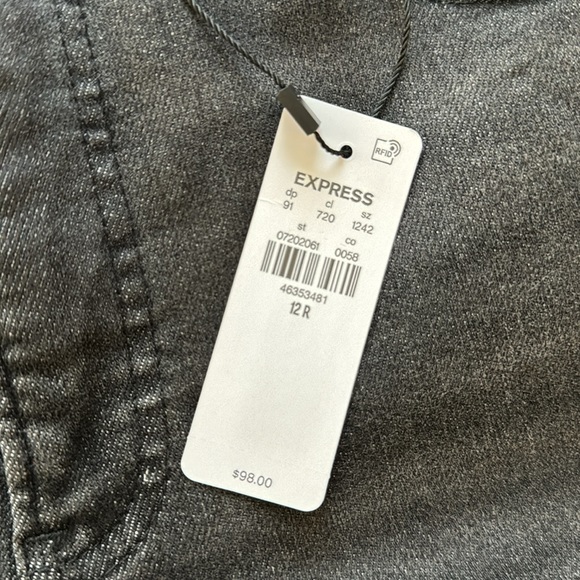 RFID
EXPRESS
dp cl sz
91 720 1242
st co
07202061 0058
46353481
12 R
$98.00